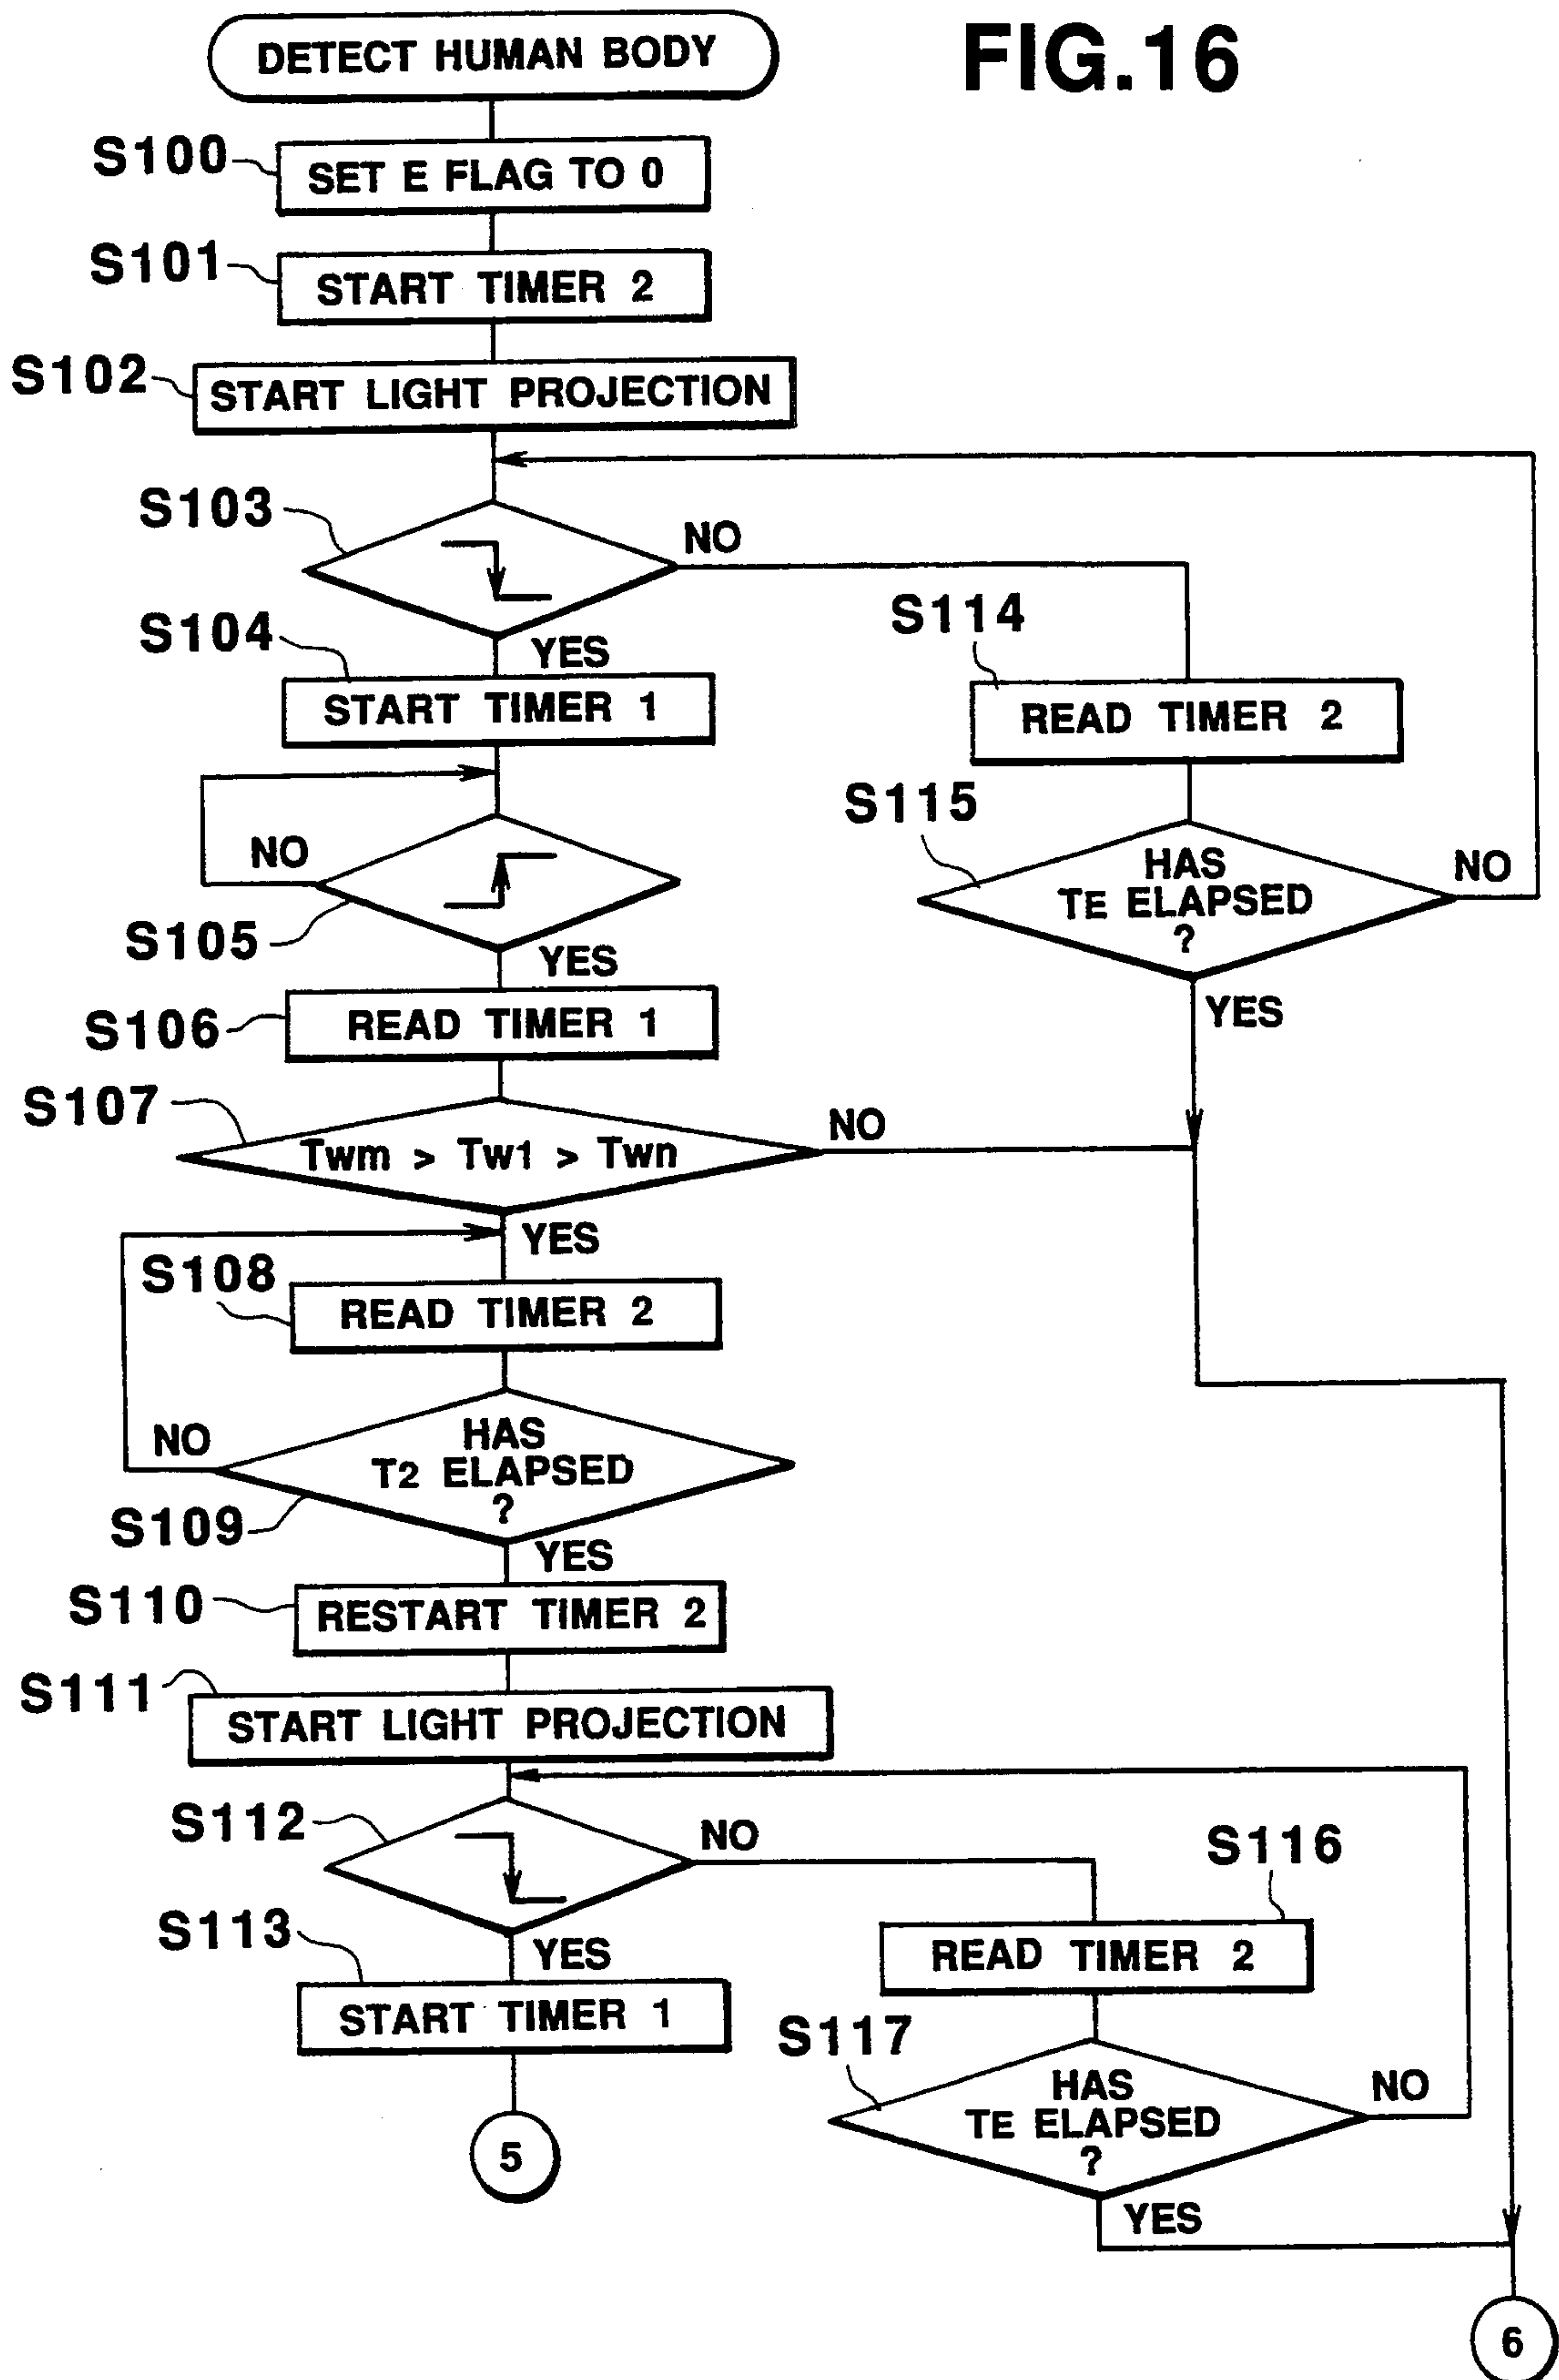 FIG.16
DETECT HUMAN BODY
S100
SET E FLAG TO 0
S101
START TIMER 2
S102
START LIGHT PROJECTION
S103
NO
YES
S104
START TIMER 1
S114
READ TIMER 2
S115
HAS
TE ELAPSED
?
NO
YES
NO
S105
YES
S106
READ TIMER 1
S107
Twm > Tw1 > Twn
NO
YES
S108
READ TIMER 2
NO
HAS
T2 ELAPSED
?
S109
YES
S110
RESTART TIMER 2
S111
START LIGHT PROJECTION
S112
NO
YES
S113
START TIMER 1
S116
READ TIMER 2
S117
HAS
TE ELAPSED
?
NO
YES
5
6